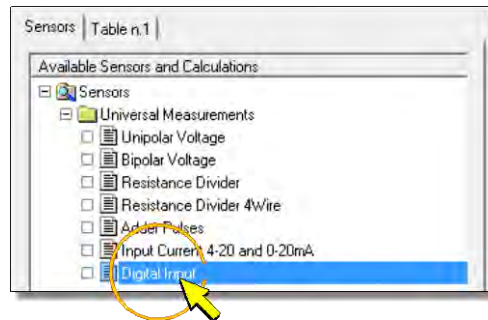 Sensors | Table n.1 |
Available Sensors and Calculations
Sensors
Universal Measurements
Unipolar Voltage
Bipolar Voltage
Resistance Divider
Resistance Divider 4Wire
Adder Pulses
Input Current 4-20 and 0-20mA
Digital Input